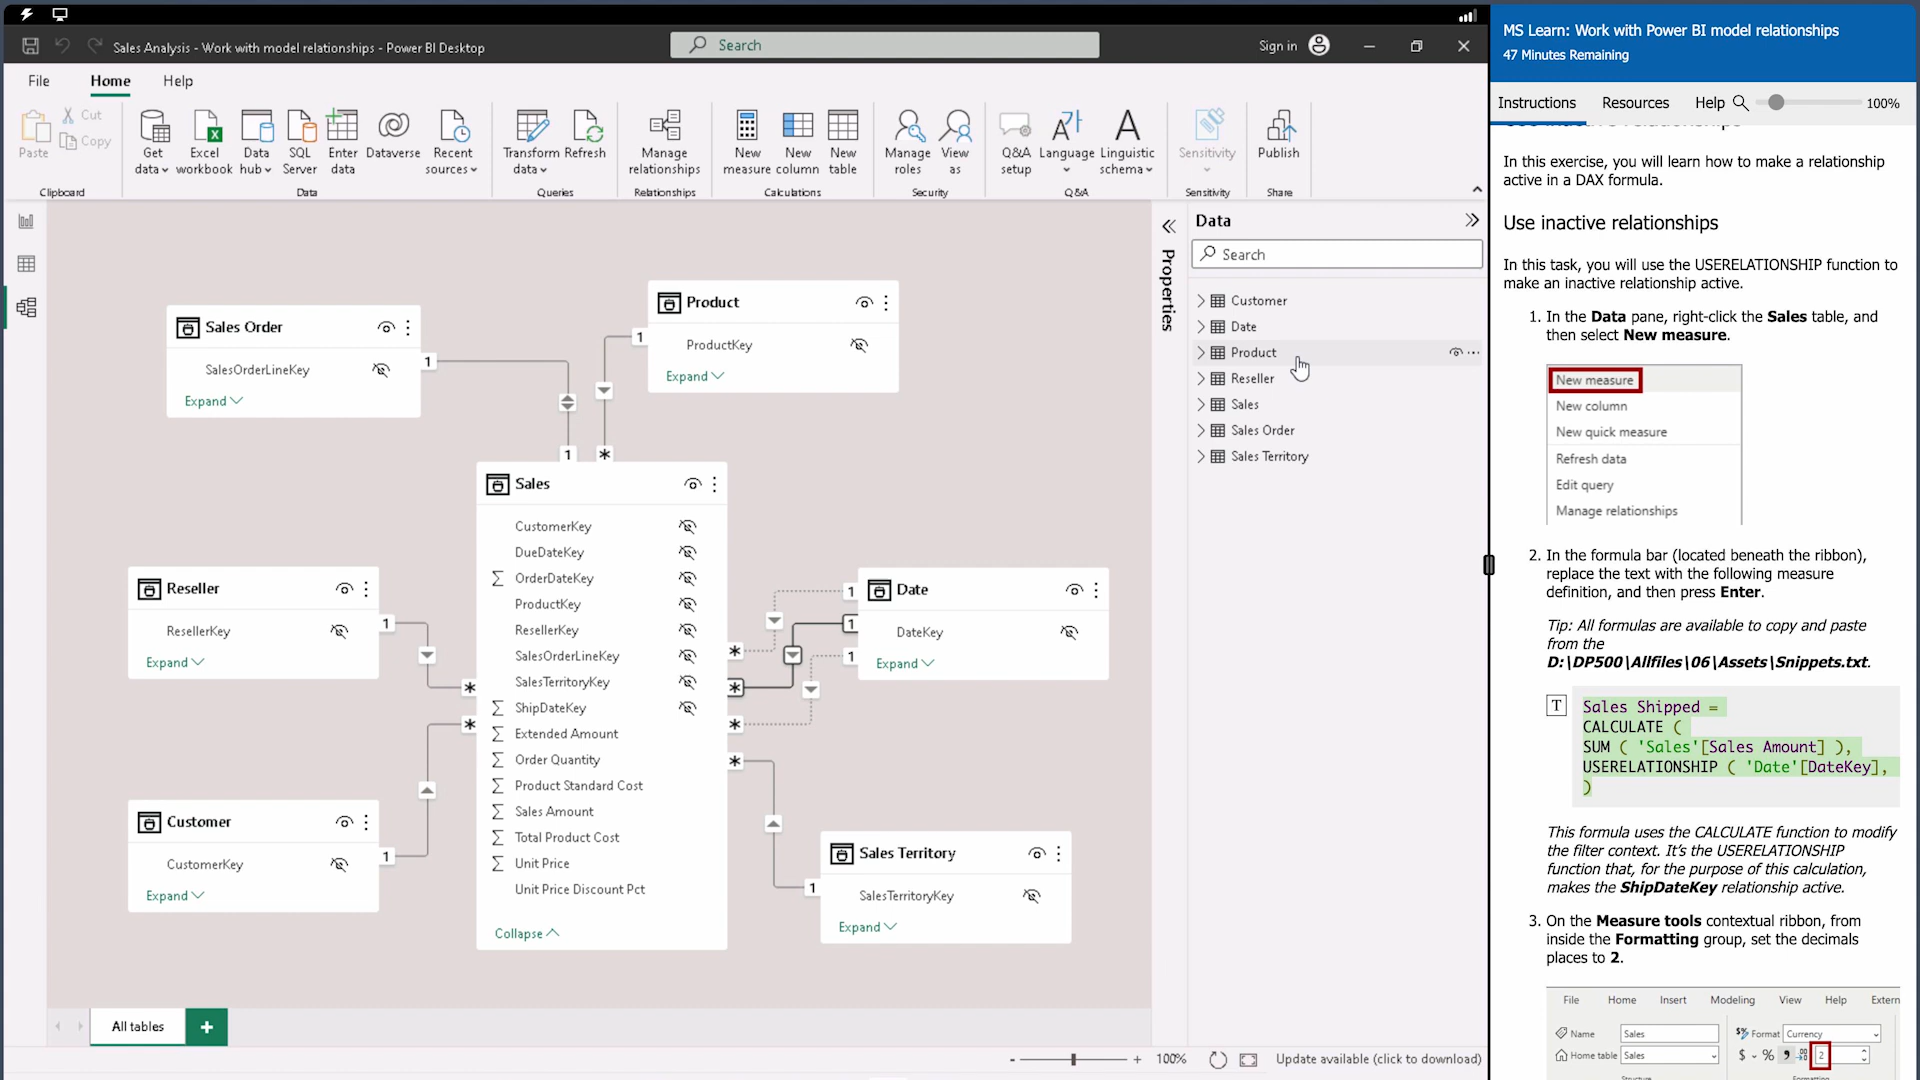 Sales Analysis - Work with model relationships - Power BI Desktop
Search
Sign in
File
Home
Help
Paste
Cut
Copy
Clipboard
Get data
Excel workbook
Data hub
SQL Server
Enter data
Dataverse
Recent sources
Data
Transform data
Refresh
Queries
Manage relationships
Relationships
New measure
New column
New table
Calculations
Manage roles
View as
Security
Q&A setup
Language
Linguistic schema
Q&A
Sensitivity
Sensitivity
Publish
Share
Sales Order
SalesOrderLineKey
Expand
1
Product
ProductKey
Expand
1
1
*
Sales
CustomerKey
DueDateKey
OrderDateKey
ProductKey
ResellerKey
SalesOrderLineKey
SalesTerritoryKey
ShipDateKey
Extended Amount
Order Quantity
Product Standard Cost
Sales Amount
Total Product Cost
Unit Price
Unit Price Discount Pct
Collapse
Reseller
ResellerKey
Expand
1
*
*
Customer
CustomerKey
Expand
1
Date
DateKey
Expand
1
1
1
*
*
*
*
Sales Territory
SalesTerritoryKey
Expand
1
All tables
+
- + 100%
Update available (click to download)
Properties
Data
Search
Customer
Date
Product
Reseller
Sales
Sales Order
Sales Territory
MS Learn: Work with Power BI model relationships
47 Minutes Remaining
Instructions
Resources
Help
100%
In this exercise, you will learn how to make a relationship
active in a DAX formula.
Use inactive relationships
In this task, you will use the USERELATIONSHIP function to
make an inactive relationship active.
1. In the Data pane, right-click the Sales table, and
then select New measure.
New measure
New column
New quick measure
Refresh data
Edit query
Manage relationships
2. In the formula bar (located beneath the ribbon),
replace the text with the following measure
definition, and then press Enter.
Tip: All formulas are available to copy and paste
from the
D:\DP500\Allfiles\06\Assets\Snippets.txt.
T
Sales Shipped =
CALCULATE (
SUM ( 'Sales'[Sales Amount] ),
USERELATIONSHIP ( 'Date'[DateKey],
)
This formula uses the CALCULATE function to modify
the filter context. It's the USERELATIONSHIP
function that, for the purpose of this calculation,
makes the ShipDateKey relationship active.
3. On the Measure tools contextual ribbon, from
inside the Formatting group, set the decimals
places to 2.
File Home Insert Modeling View Help Extern
Name Sales
Format Currency
Home table Sales
$ % 2